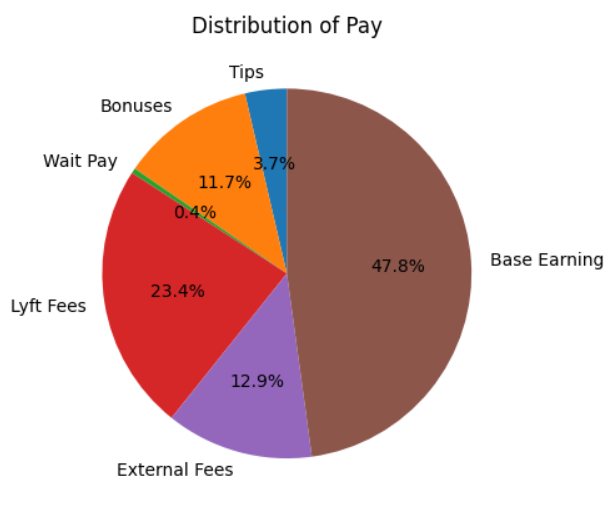 Distribution of Pay
Tips
Bonuses
3.7%
Wait Pay
11.7%
0.4%
Base Earning
47.8%
Lyft Fees
23.4%
12.9%
External Fees